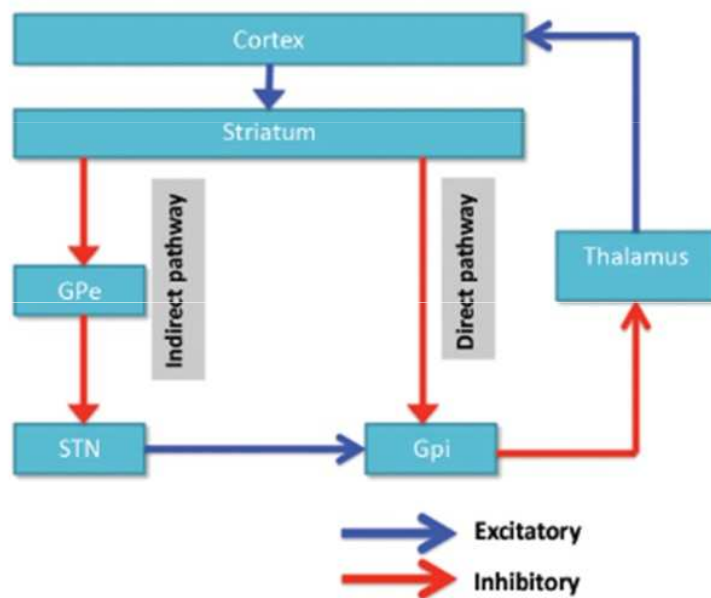 Cortex
Striatum
Indirect pathway
Direct pathway
Thalamus
GPe
STN
Gpi
Excitatory
Inhibitory